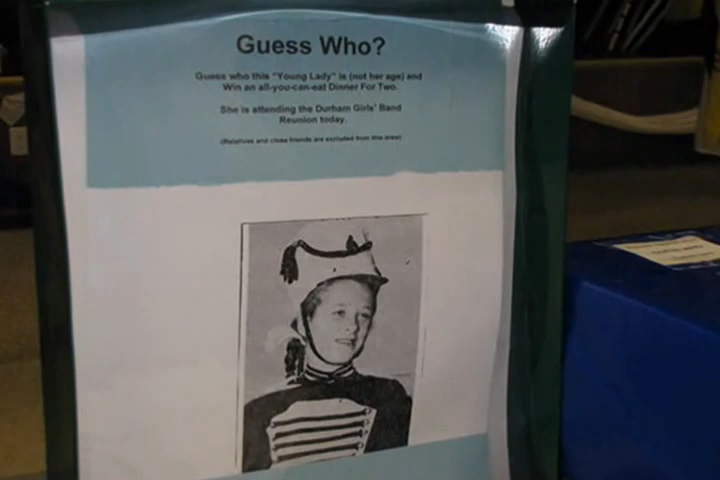 Guess Who?
Guess who this "Young Lady" is (not her age) and
Win an all-you-can-eat Dinner For Two.
She is attending the Durham Girls' Band
Reunion today.
(Relatives and close friends are excluded from this area)